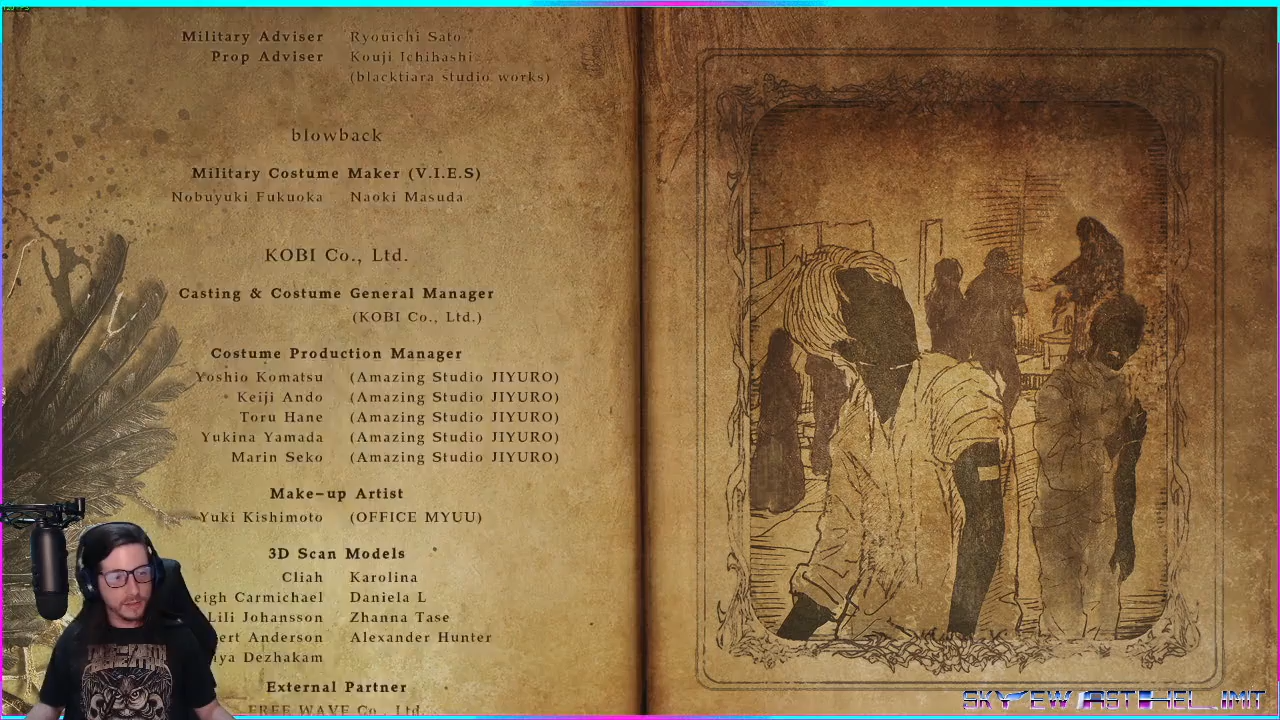 Military Adviser Ryouichi Sato
Prop Adviser Kouji Ichihashi
(blacktiara studio works)
blowback
Military Costume Maker (V.I.E.S)
Nobuyuki Fukuoka Naoki Masuda
KOBI Co., Ltd.
Casting & Costume General Manager
(KOBI Co., Ltd.)
Costume Production Manager
Yoshio Komatsu (Amazing Studio JIYURO)
Keiji Ando (Amazing Studio JIYURO)
Toru Hane (Amazing Studio JIYURO)
Yukina Yamada (Amazing Studio JIYURO)
Marin Seko (Amazing Studio JIYURO)
Make-up Artist
Yuki Kishimoto (OFFICE MYUU)
3D Scan Models
Cliah Karolina
Carmichael Daniela L
Lili Johansson Zhanna Tase
Anderson Alexander Hunter
Dezhakam
External Partner
FREE WAVE Co., Ltd.